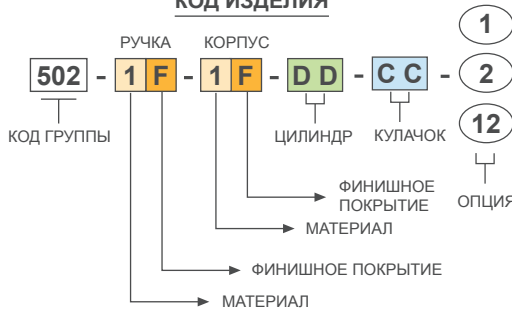 КОД ИЗДЕЛИЯ
РУЧКА КОРПУС
1
502 - 1 F - 1 F - D D - C C - 2
12
КОД ГРУППЫ ЦИЛИНДР КУЛАЧОК
ОПЦИЯ
ФИНИШНОЕ
ПОКРЫТИЕ
МАТЕРИАЛ
ФИНИШНОЕ ПОКРЫТИЕ
МАТЕРИАЛ